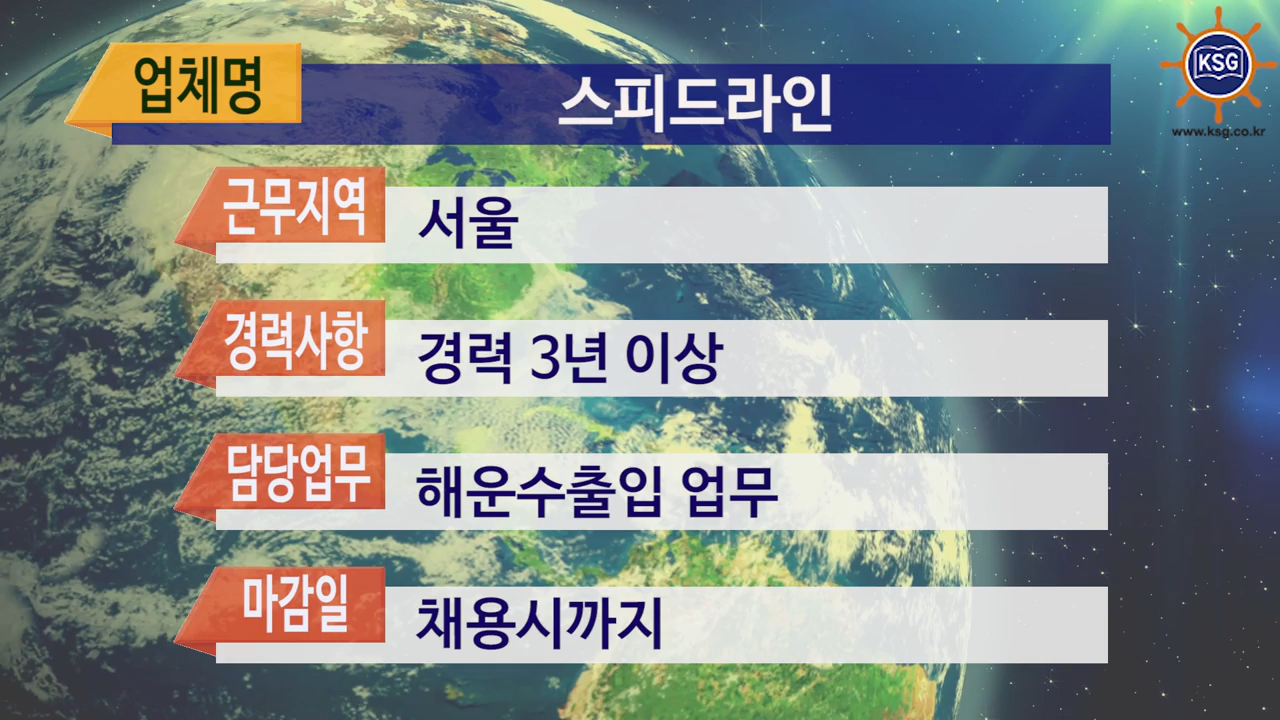 업체명
스피드라인
KSG
www.ksg.co.kr
근무지역
서울
경력사항
경력 3년 이상
담당업무
해운수출입 업무
마감일
채용시까지